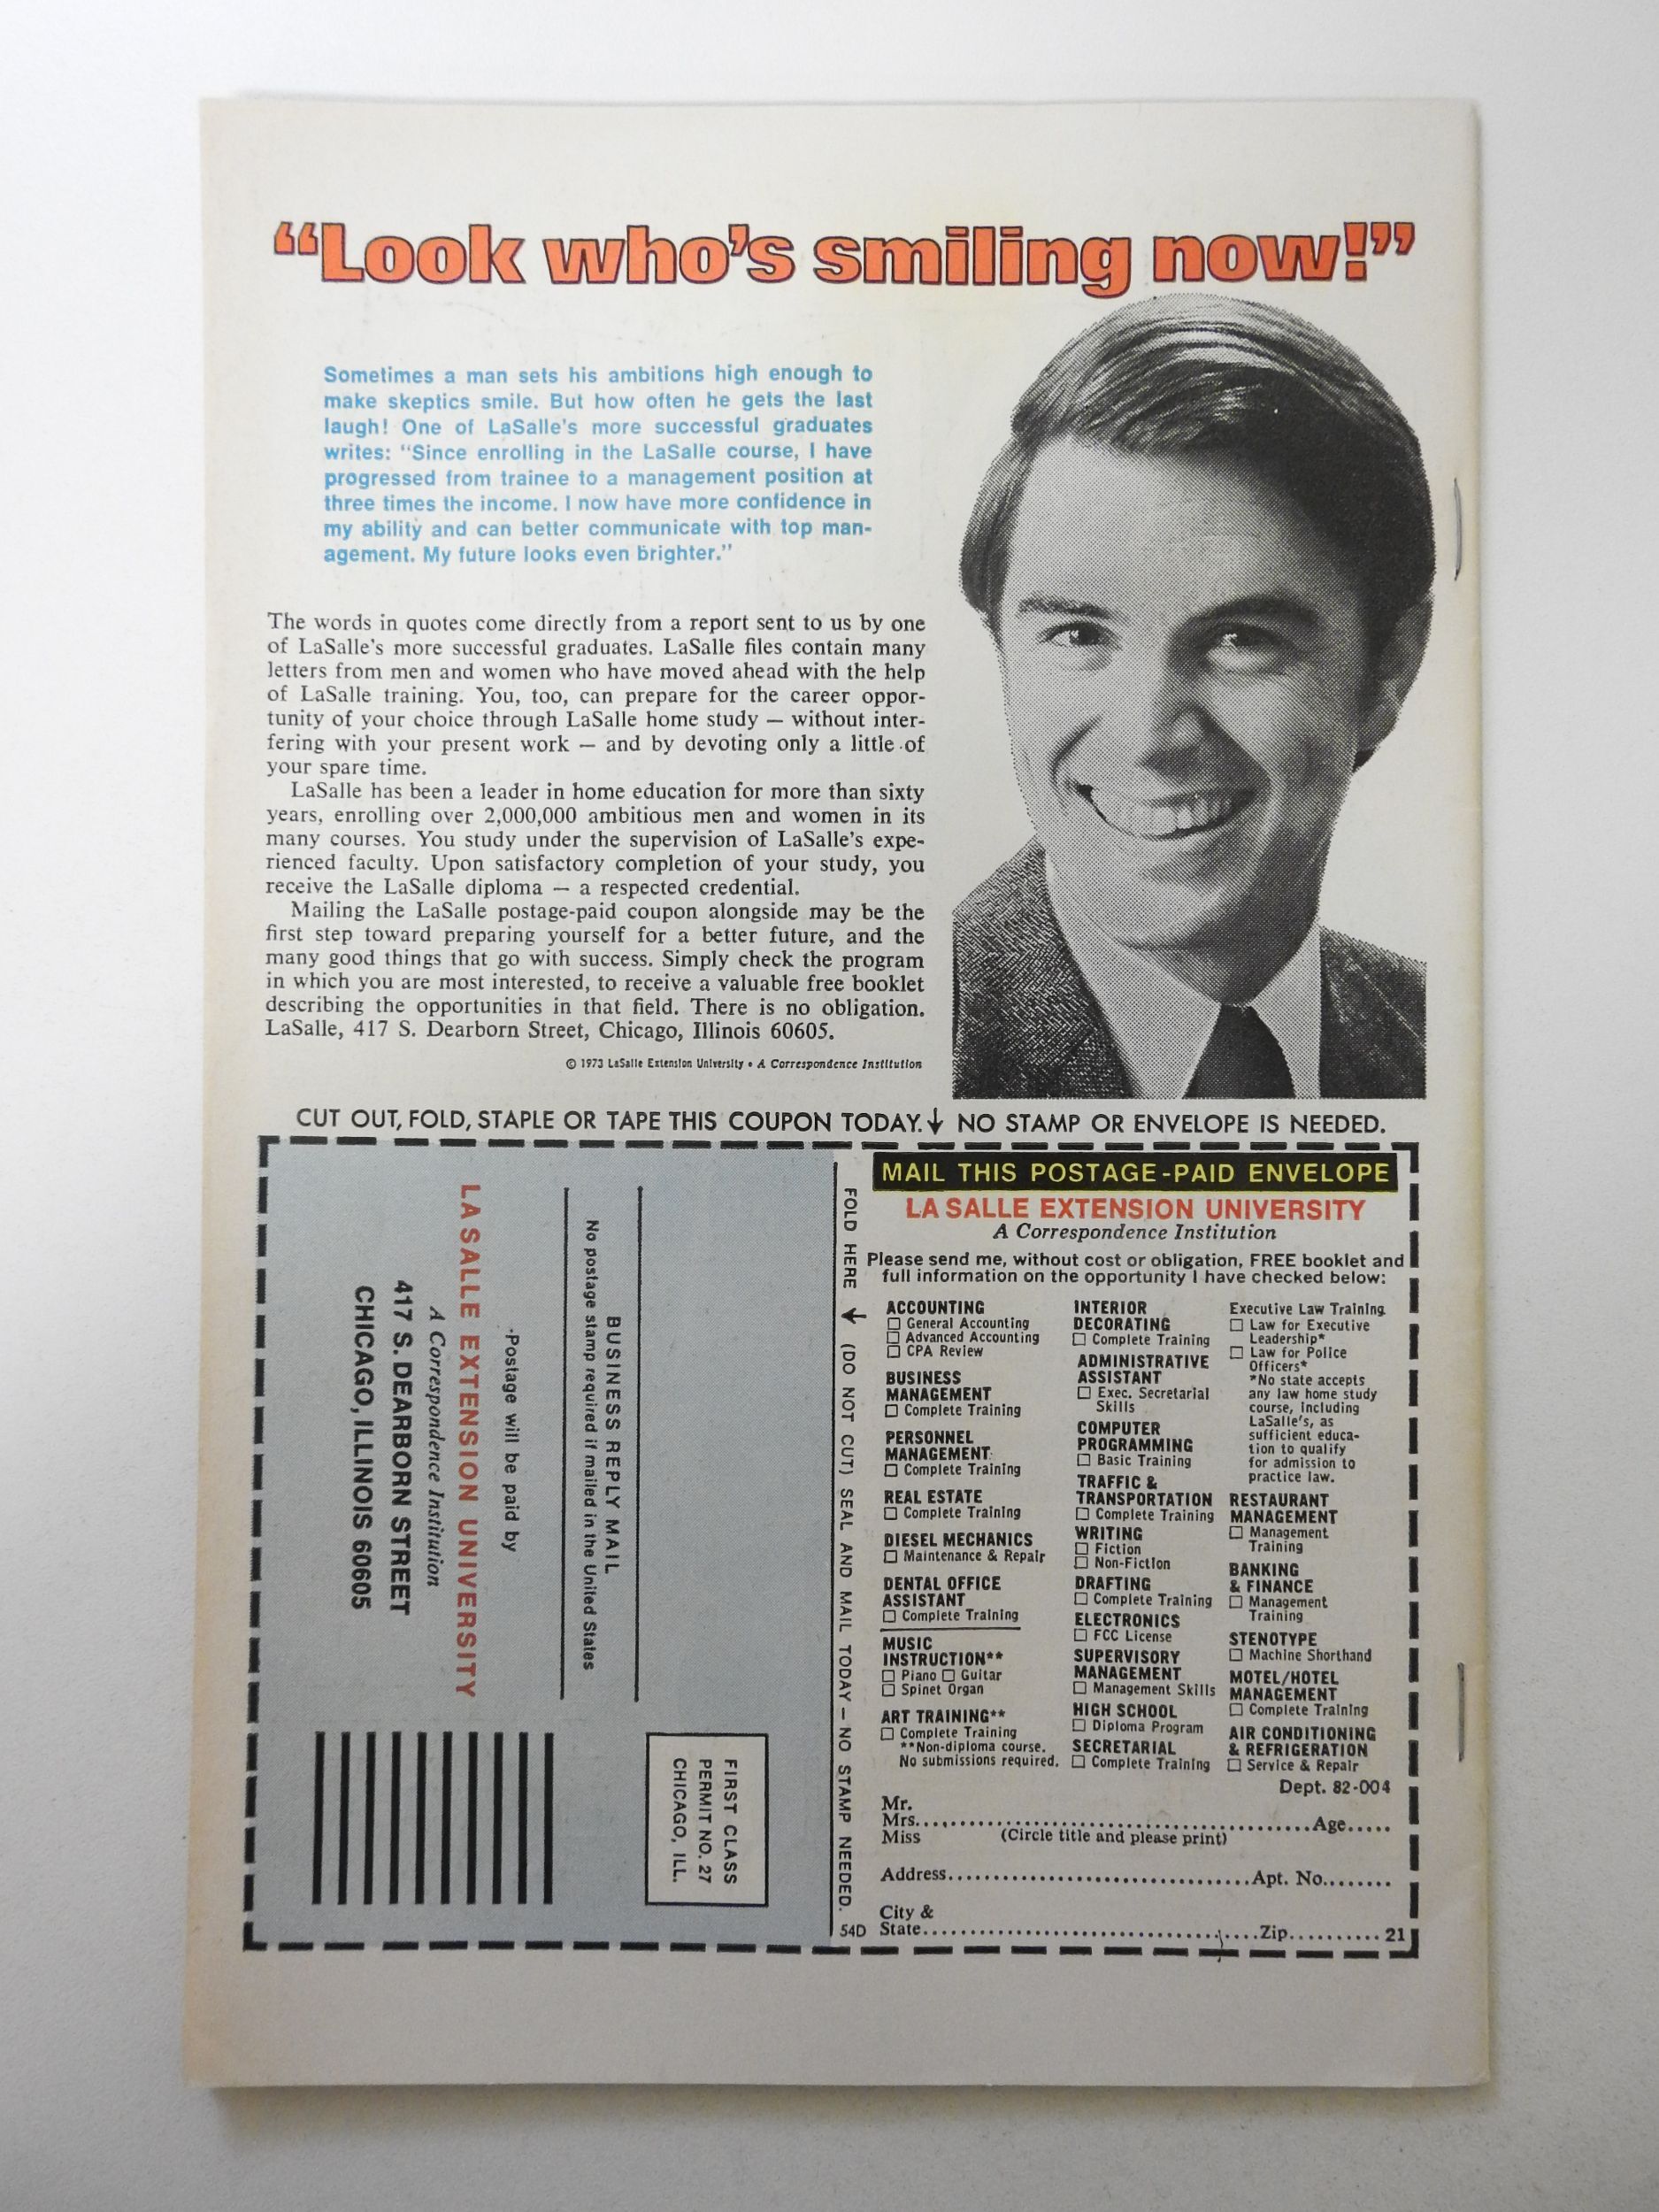 “Look who’s smiling now!”
Sometimes a man sets his ambitions high enough to
make skeptics smile. But how often he gets the last
laugh! One of LaSalle's more successful graduates
writes: “Since enrolling in the LaSalle course, I have
progressed from trainee to a management position at
three times the income. I now have more confidence in
my ability and can better communicate with top man-
agement. My future looks even brighter.”
The words in quotes come directly from a report sent to us by one
of LaSalle's more successful graduates. LaSalle files contain many
letters from men and women who have moved ahead with the help
of LaSalle training. You, too, can prepare for the career oppor-
tunity of your choice through LaSalle home study — without inter-
fering with your present work — and by devoting only a little of
your spare time.
LaSalle has been a leader in home education for more than sixty
years, enrolling over 2,000,000 ambitious men and women in its
many courses. You study under the supervision of LaSalle's expe-
rienced faculty. Upon satisfactory completion of your study, you
receive the LaSalle diploma — a respected credential.
Mailing the LaSalle postage-paid coupon alongside may be the
first step toward preparing yourself for a better future, and the
many good things that go with success. Simply check the program
in which you are most interested, to receive a valuable free booklet
describing the opportunities in that field. There is no obligation.
LaSalle, 417 S. Dearborn Street, Chicago, Illinois 60605.
© 1973 LaSalle Extension University • A Correspondence Institution
CUT OUT, FOLD, STAPLE OR TAPE THIS COUPON TODAY.↓ NO STAMP OR ENVELOPE IS NEEDED.
FIRST CLASS
PERMIT NO. 27
CHICAGO, ILL.
BUSINESS REPLY MAIL
No postage stamp required if mailed in the United States
Postage will be paid by
LA SALLE EXTENSION UNIVERSITY
A Correspondence Institution
417 S. DEARBORN STREET
CHICAGO, ILLINOIS 60605
FOLD HERE ↓ (DO NOT CUT) SEAL AND MAIL TODAY — NO STAMP NEEDED.
54D
MAIL THIS POSTAGE-PAID ENVELOPE
LA SALLE EXTENSION UNIVERSITY
A Correspondence Institution
Please send me, without cost or obligation, FREE booklet and
full information on the opportunity I have checked below:
ACCOUNTING
☐ General Accounting
☐ Advanced Accounting
☐ CPA Review
BUSINESS
MANAGEMENT
☐ Complete Training
PERSONNEL
MANAGEMENT
☐ Complete Training
REAL ESTATE
☐ Complete Training
DIESEL MECHANICS
☐ Maintenance & Repair
DENTAL OFFICE
ASSISTANT
☐ Complete Training
MUSIC
INSTRUCTION**
☐ Piano ☐ Guitar
☐ Spinet Organ
ART TRAINING**
☐ Complete Training
**Non-diploma course.
No submissions required.
INTERIOR
DECORATING
☐ Complete Training
ADMINISTRATIVE
ASSISTANT
☐ Exec. Secretarial
Skills
COMPUTER
PROGRAMMING
☐ Basic Training
TRAFFIC &
TRANSPORTATION
☐ Complete Training
WRITING
☐ Fiction
☐ Non-Fiction
DRAFTING
☐ Complete Training
ELECTRONICS
☐ FCC License
SUPERVISORY
MANAGEMENT
☐ Management Skills
HIGH SCHOOL
☐ Diploma Program
SECRETARIAL
☐ Complete Training
Executive Law Training
☐ Law for Executive
Leadership*
☐ Law for Police
Officers*
*No state accepts
any law home study
course, including
LaSalle's, as
sufficient educa-
tion to qualify
for admission to
practice law.
RESTAURANT
MANAGEMENT
☐ Management
Training
BANKING
& FINANCE
☐ Management
Training
STENOTYPE
☐ Machine Shorthand
MOTEL/HOTEL
MANAGEMENT
☐ Complete Training
AIR CONDITIONING
& REFRIGERATION
☐ Service & Repair
Dept. 82-004
Mr.
Mrs. Age
Miss (Circle title and please print)
Address Apt. No.
City &
State Zip 21